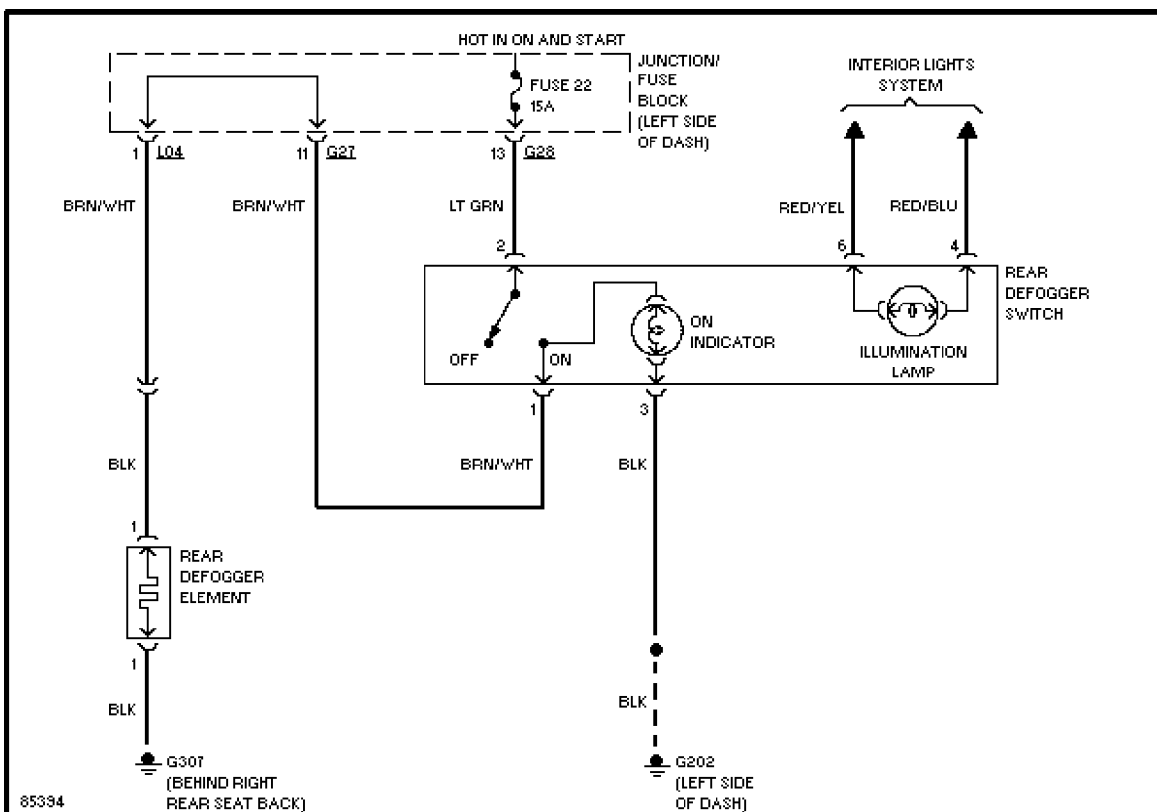 HOT IN ON AND START
JUNCTION/
FUSE
BLOCK
(LEFT SIDE
OF DASH)
FUSE 22
15A
INTERIOR LIGHTS
SYSTEM
1 L04
11 G27
13 G28
BRN/WHT
BRN/WHT
LT GRN
RED/YEL
RED/BLU
2
6
4
REAR
DEFOGGER
SWITCH
OFF
ON
ON
INDICATOR
ILLUMINATION
LAMP
1
3
BLK
BRN/WHT
BLK
1
REAR
DEFOGGER
ELEMENT
1
BLK
BLK
G307
(BEHIND RIGHT
REAR SEAT BACK)
G202
(LEFT SIDE
OF DASH)
85394